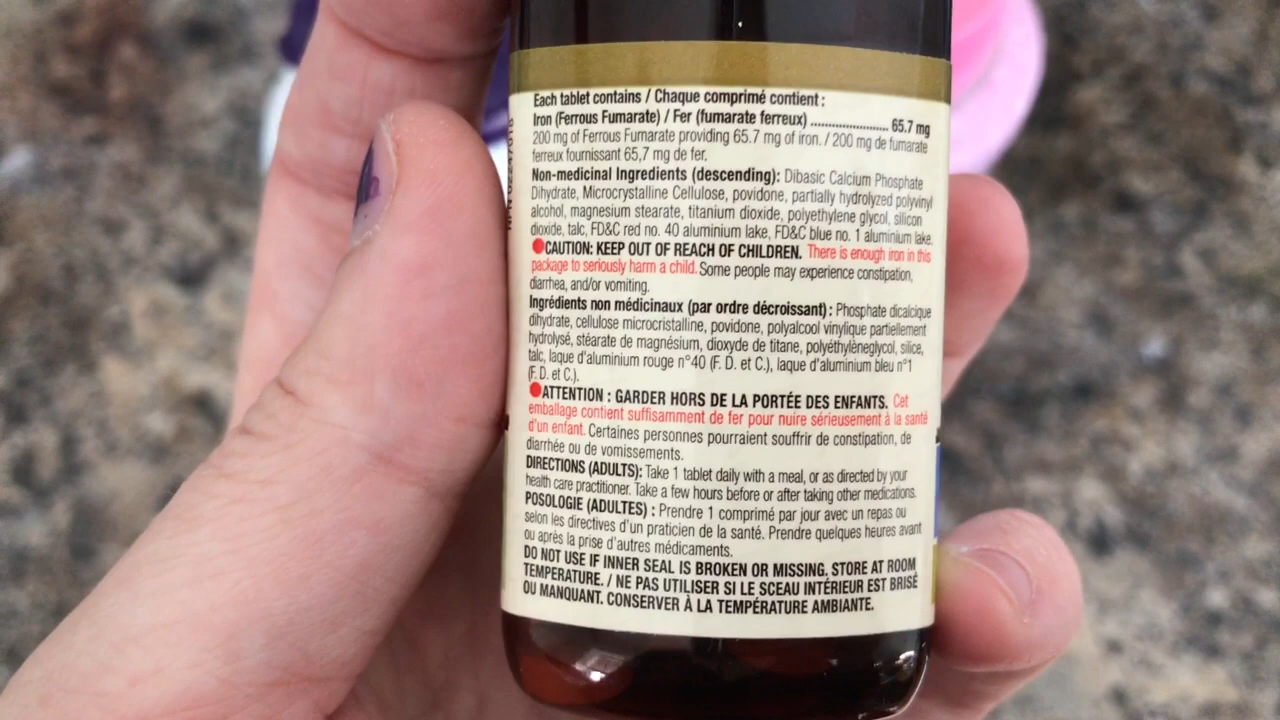 Each tablet contains / Chaque comprimé contient :
Iron (Ferrous Fumarate) / Fer (fumarate ferreux) ........................ 65.7 mg
200 mg of Ferrous Fumarate providing 65.7 mg of iron. / 200 mg de fumarate
ferreux fournissant 65,7 mg de fer.
Non-medicinal Ingredients (descending): Dibasic Calcium Phosphate
Dihydrate, Microcrystalline Cellulose, povidone, partially hydrolyzed polyvinyl
alcohol, magnesium stearate, titanium dioxide, polyethylene glycol, silicon
dioxide, talc, FD&C red no. 40 aluminium lake, FD&C blue no. 1 aluminium lake.
CAUTION: KEEP OUT OF REACH OF CHILDREN. There is enough iron in this
package to seriously harm a child. Some people may experience constipation,
diarrhea, and/or vomiting.
Ingrédients non médicinaux (par ordre décroissant) : Phosphate dicalcique
dihydrate, cellulose microcristalline, povidone, polyalcool vinylique partiellement
hydrolysé, stéarate de magnésium, dioxyde de titane, polyéthylèneglycol, silice,
talc, laque d'aluminium rouge n°40 (F. D. et C.), laque d'aluminium bleu n°1
(F. D. et C.).
ATTENTION : GARDER HORS DE LA PORTÉE DES ENFANTS. Cet
emballage contient suffisamment de fer pour nuire sérieusement à la santé
d'un enfant. Certaines personnes pourraient souffrir de constipation, de
diarrhée ou de vomissements.
DIRECTIONS (ADULTS): Take 1 tablet daily with a meal, or as directed by your
health care practitioner. Take a few hours before or after taking other medications.
POSOLOGIE (ADULTES) : Prendre 1 comprimé par jour avec un repas ou
selon les directives d'un praticien de la santé. Prendre quelques heures avant
ou après la prise d'autres médicaments.
DO NOT USE IF INNER SEAL IS BROKEN OR MISSING. STORE AT ROOM
TEMPERATURE. / NE PAS UTILISER SI LE SCEAU INTÉRIEUR EST BRISÉ
OU MANQUANT. CONSERVER À LA TEMPÉRATURE AMBIANTE.